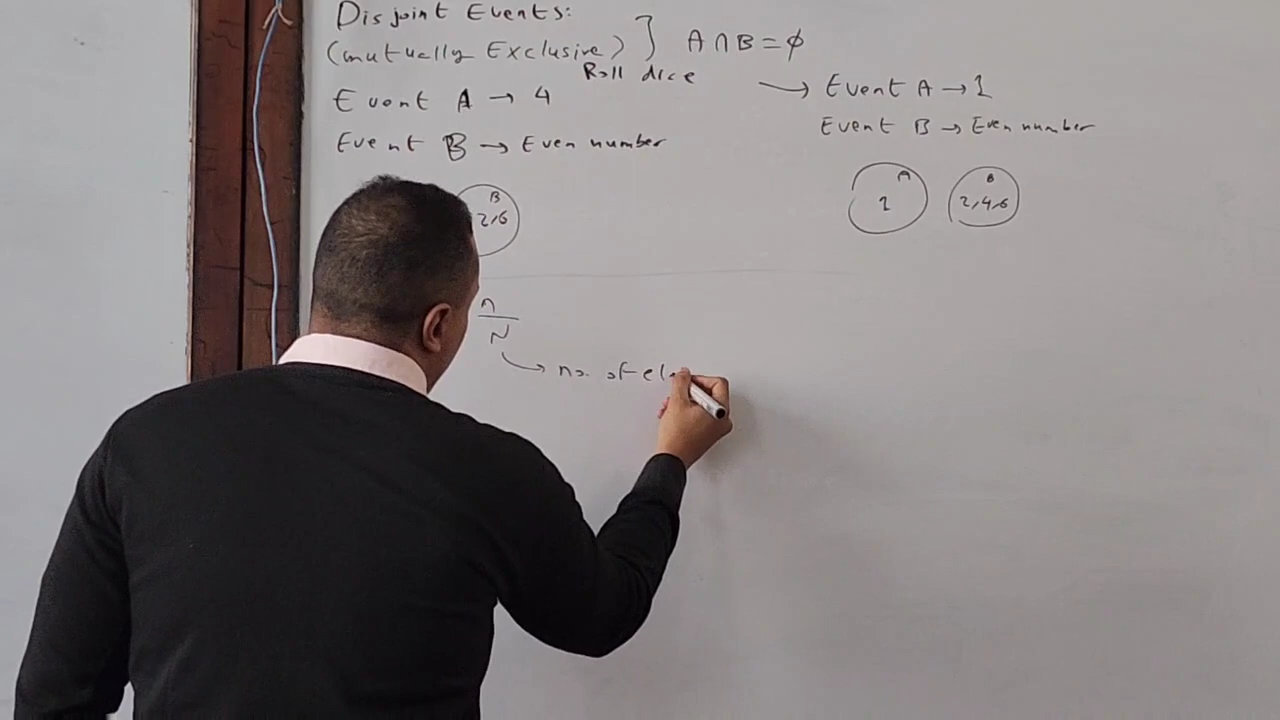 Disjoint Events:
(mutually Exclusive) ] A ∩ B = ϕ
Roll dice
Event A → 4
Event B → Even number
→ Event A → 1
Event B → Even number
B
2,6
A
1
B
2,4,6
n
N
→ no. of ele